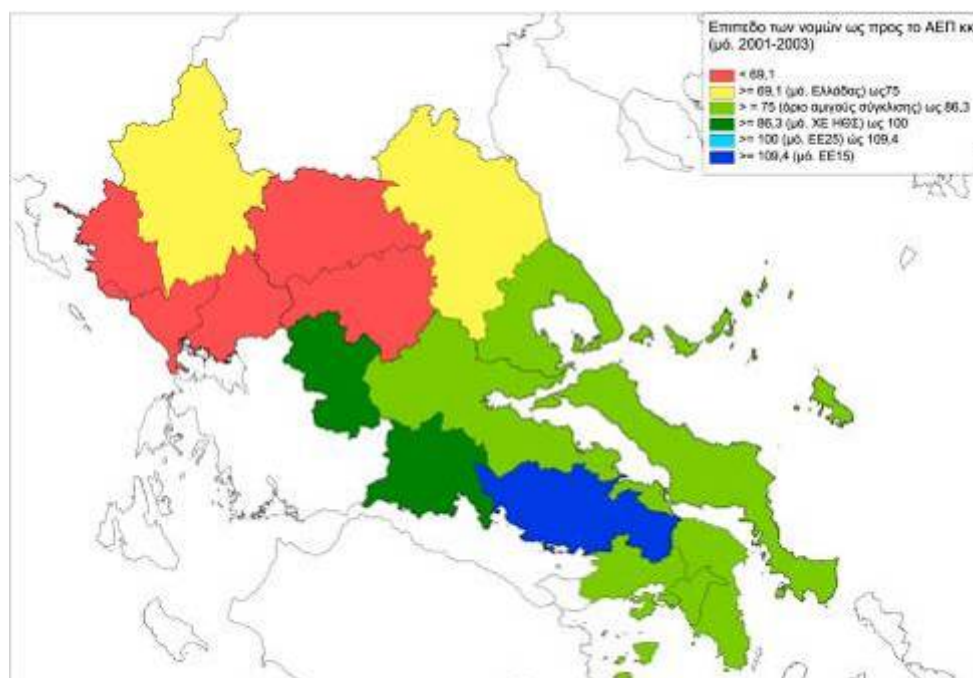 Επιπεδο των νομών ως προς το ΑΕΠ κκ
(μό. 2001-2003)
< 69,1
>= 69,1 (μό. Ελλάδας) ως75
> = 75 (όριο αμιγούς σύγκλισης) ως 86,3
>= 86,3 (μό. ΧΕ ΗΘΣ) ως 100
>= 100 (μό. ΕΕ25) ώς 109,4
>= 109,4 (μό. ΕΕ15)